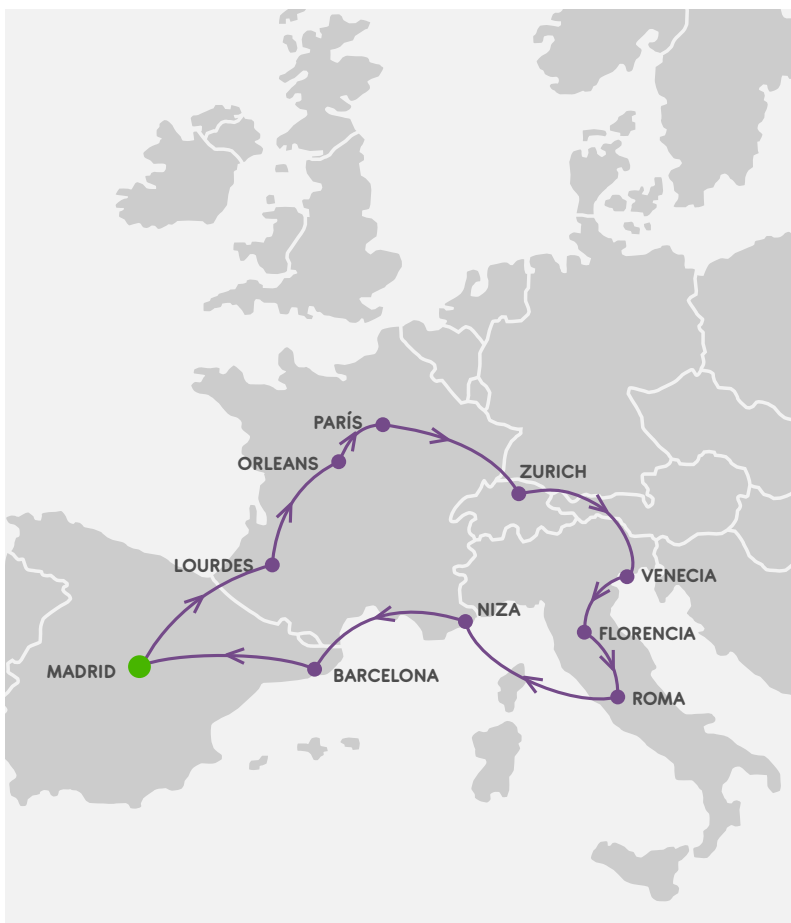 PARÍS
ORLEANS
ZURICH
LOURDES
VENECIA
NIZA
FLORENCIA
MADRID
BARCELONA
ROMA